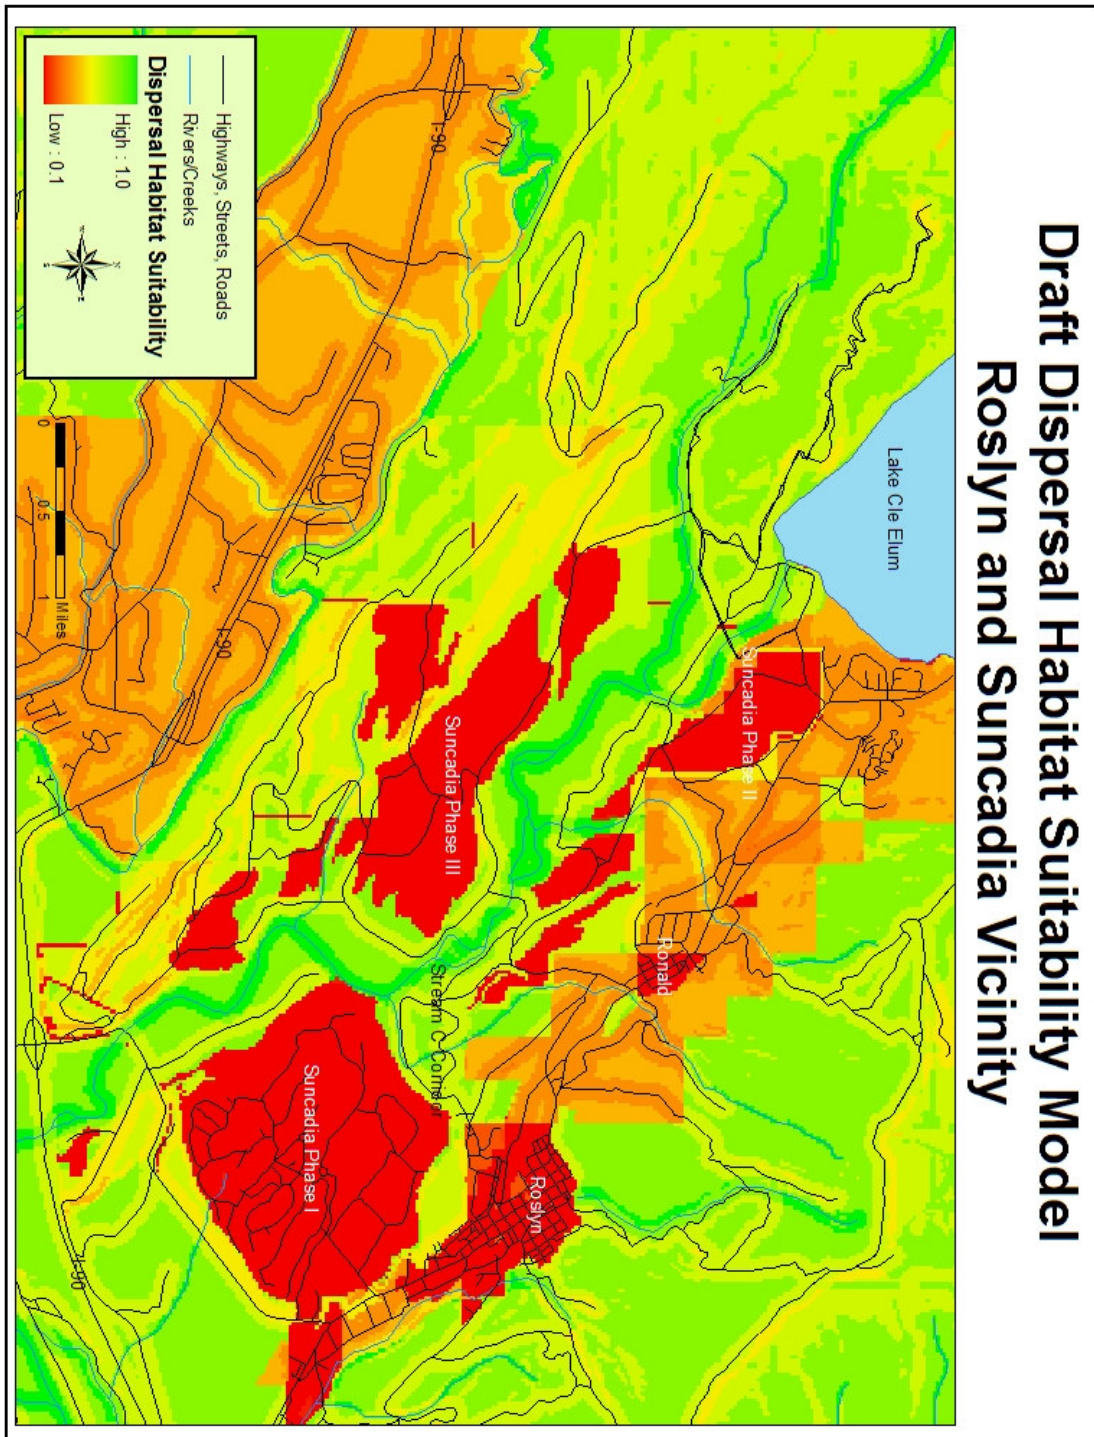 Draft Dispersal Habitat Suitability Model
Roslyn and Suncadia Vicinity
Lake Cle Elum
Suncadia Phase II
Ronald
Roslyn
I-90
Suncadia Phase III
Stream C Corridor
Suncadia Phase I
I-90
I-90
Highways, Streets, Roads
Rivers/Creeks
Dispersal Habitat Suitability
High : 1.0
Low : 0.1
N
E
S
W
0 0.5 1
Miles